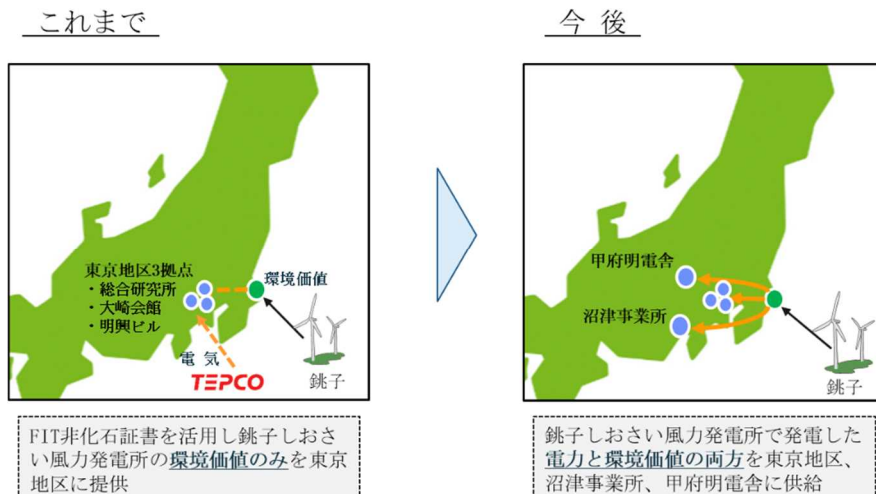 これまで
今 後
東京地区3拠点
・総合研究所
・大崎会館
・明興ビル
環境価値
電 気
TEPCO
銚子
FIT非化石証書を活用し銚子しおさ
い風力発電所の環境価値のみを東京
地区に提供
甲府明電舎
沼津事業所
銚子
銚子しおさい風力発電所で発電した
電力と環境価値の両方を東京地区、
沼津事業所、甲府明電舎に供給